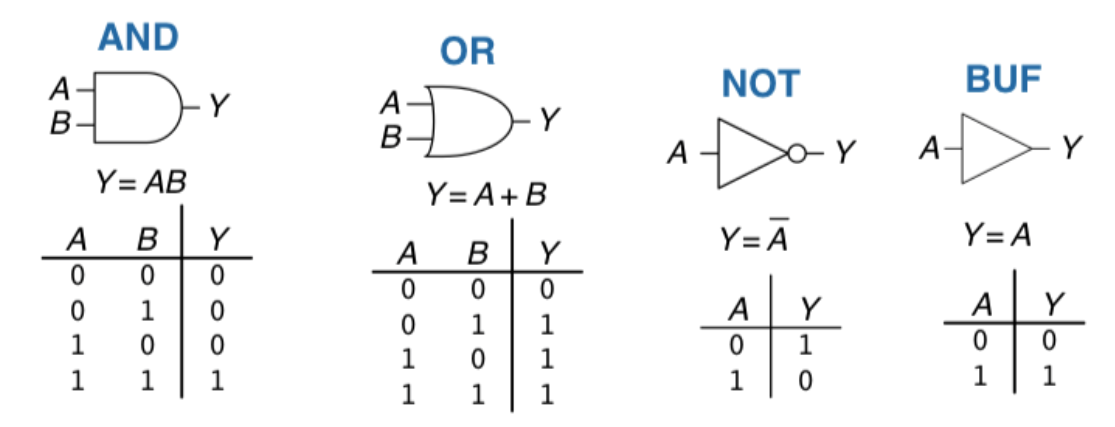 AND
A
B
Y
Y = AB
A B Y
0 0 0
0 1 0
1 0 0
1 1 1
OR
A
B
Y
Y = A + B
A B Y
0 0 0
0 1 1
1 0 1
1 1 1
NOT
A Y
Y = A̅
A Y
0 1
1 0
BUF
A Y
Y = A
A Y
0 0
1 1